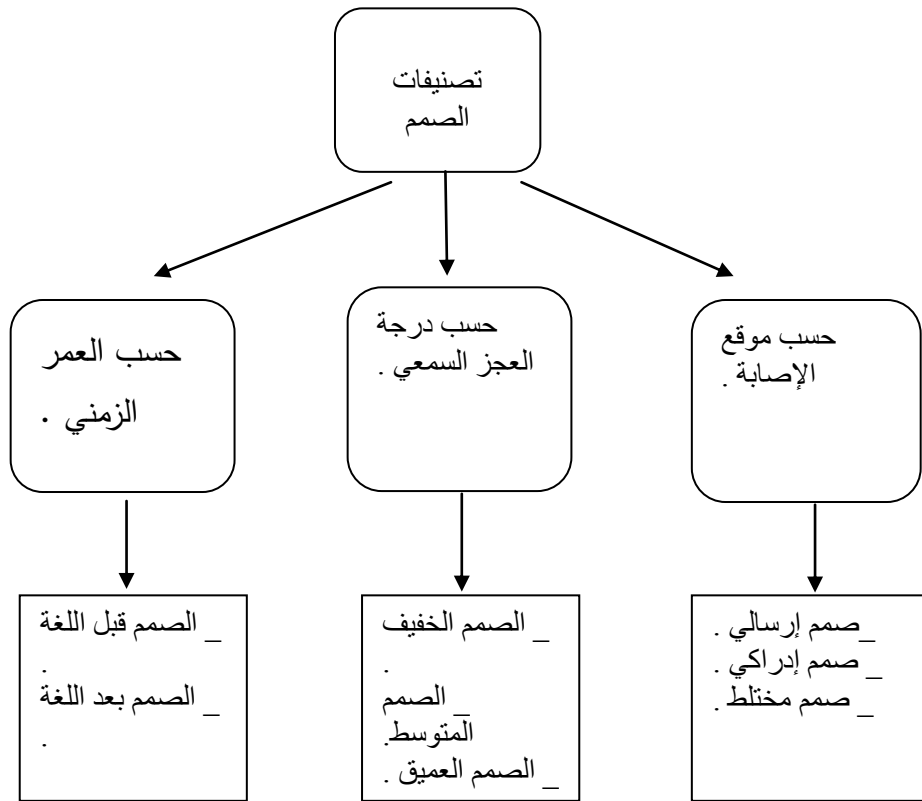 تصنيفات
الصمم
حسب موقع
الإصابة .
حسب درجة
العجز السمعي .
حسب العمر
الزمني .
_صمم إرسالي .
_ صمم إدراكي .
_ صمم مختلط .
_ الصمم الخفيف
.
_ الصمم
المتوسط.
_ الصمم العميق .
_ الصمم قبل اللغة
.
_ الصمم بعد اللغة
.